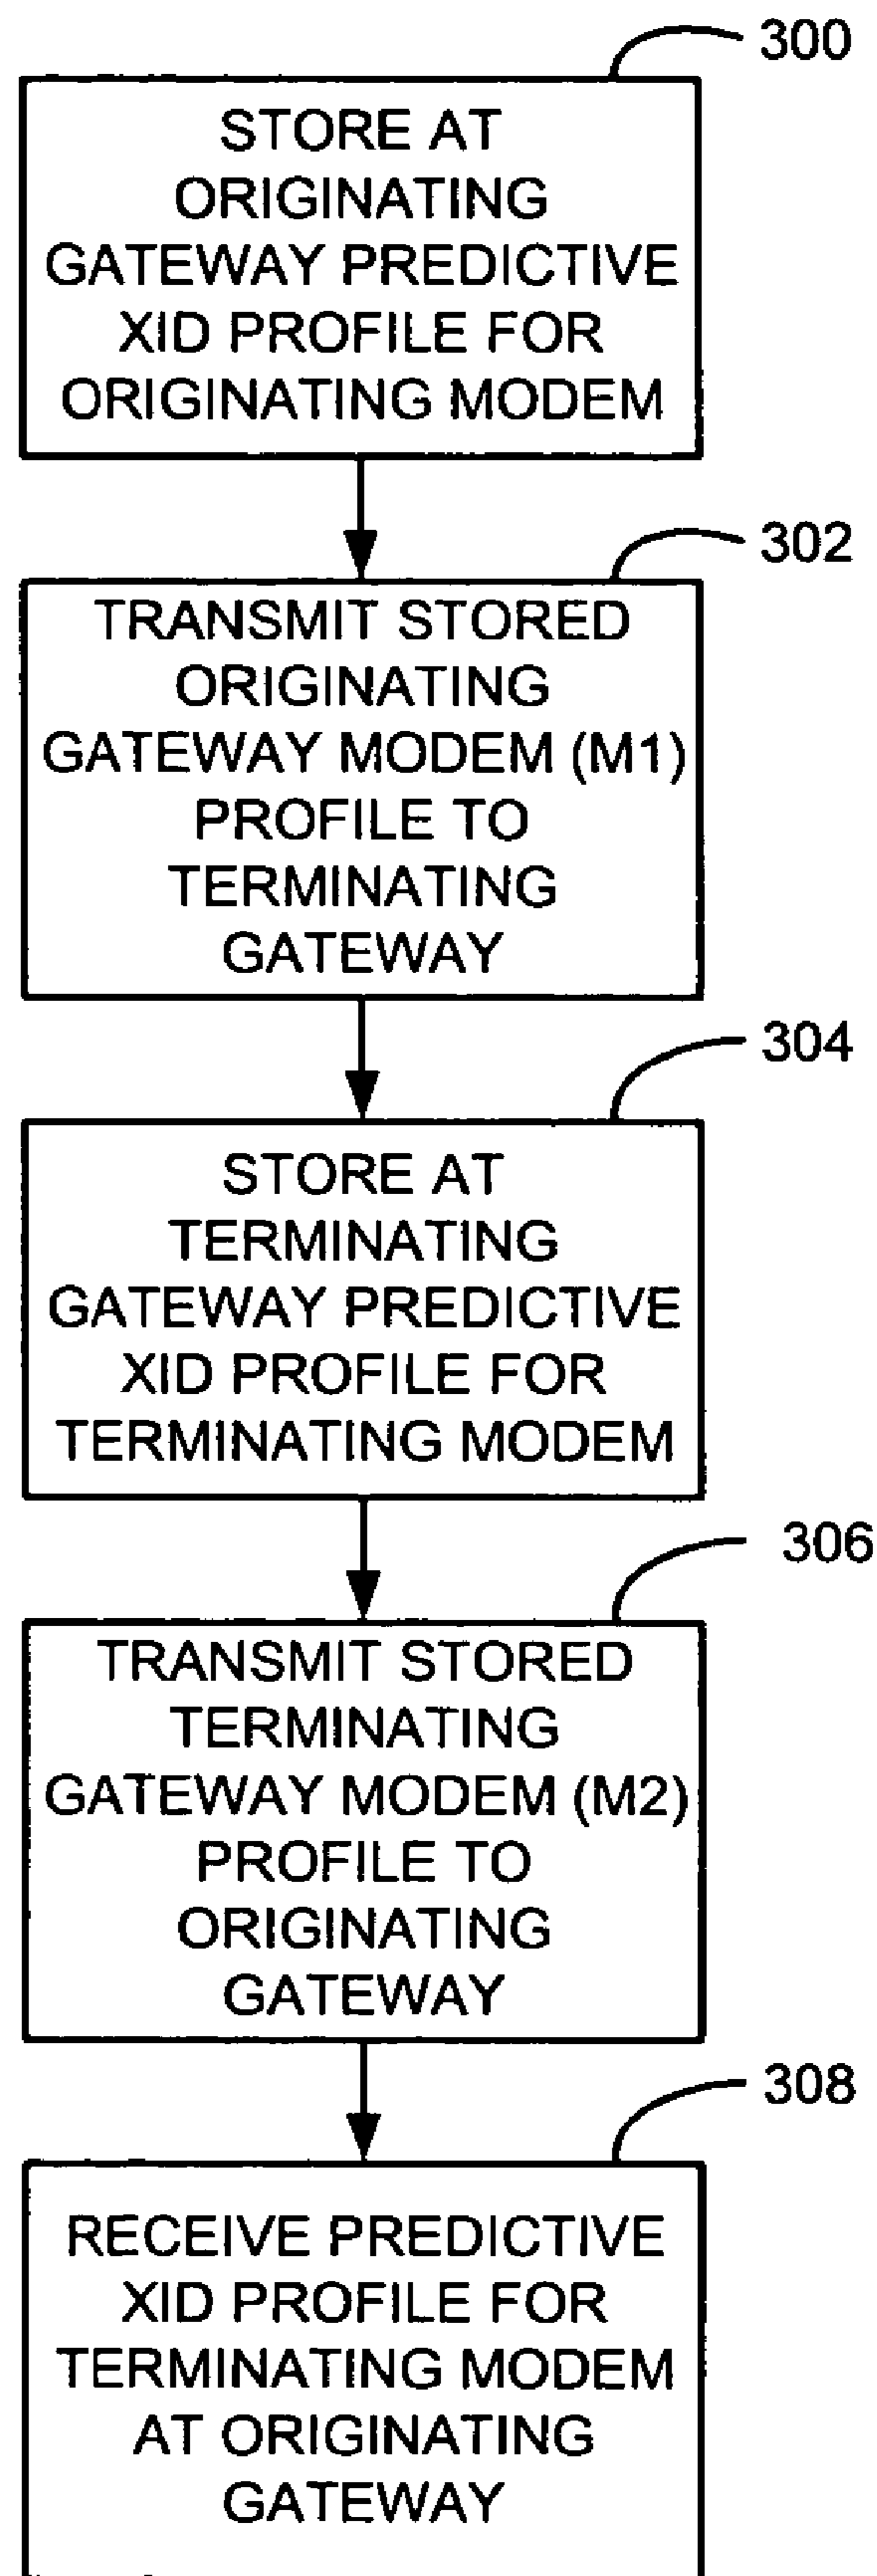 300
STORE AT
ORIGINATING
GATEWAY PREDICTIVE
XID PROFILE FOR
ORIGINATING MODEM
302
TRANSMIT STORED
ORIGINATING
GATEWAY MODEM (M1)
PROFILE TO
TERMINATING
GATEWAY
304
STORE AT
TERMINATING
GATEWAY PREDICTIVE
XID PROFILE FOR
TERMINATING MODEM
306
TRANSMIT STORED
TERMINATING
GATEWAY MODEM (M2)
PROFILE TO
ORIGINATING
GATEWAY
308
RECEIVE PREDICTIVE
XID PROFILE FOR
TERMINATING MODEM
AT ORIGINATING
GATEWAY